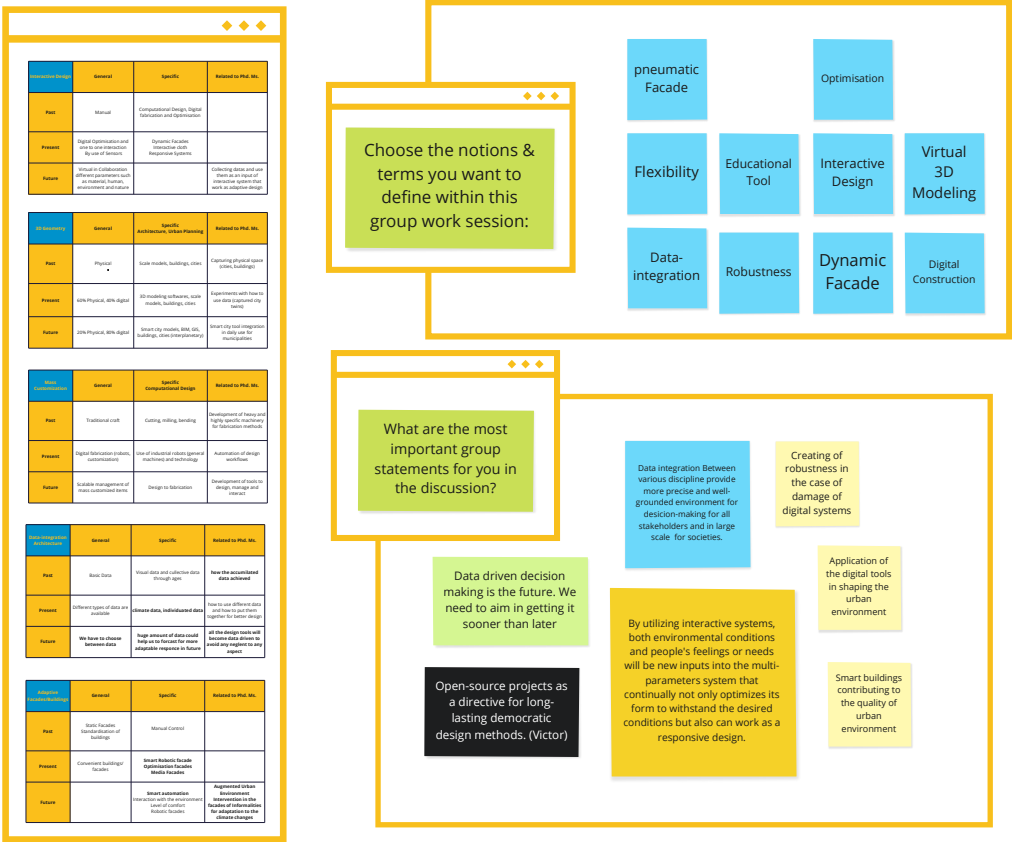 Interactive Design
General
Specific
Related to Phd. Ms.
Past
Manual
Computational Design, Digital
fabrication and Optimisation
Present
Digital Optimisation and
one to one interaction
By use of Sensors
Dynamic Facades
Interactive cloth
Responsive Systems
Future
Virtual in Collaboration
different parameters such
as material, human,
environment and nature
Collecting datas and use
them as an input of
interactive system that
work as adaptive design
3D Geometry
General
Specific
Architecture, Urban Planning
Related to Phd. Ms.
Past
Physical
Scale models, buildings, cities
Capturing physical space
(cities, buildings)
Present
60% Physical, 40% digital
3D modeling softwares, scale
models, buildings, cities
Experiments with how to
use data (captured city
twins)
Future
20% Physical, 80% digital
Smart city models, BIM, GIS,
buildings, cities (interplanetary)
Smart city tool integration
in daily use for
municipalities
Mass
Customization
General
Specific
Computational Design
Related to Phd. Ms.
Past
Traditional craft
Cutting, milling, bending
Development of heavy and
highly specific machinery
for fabrication methods
Present
Digital fabrication (robots,
customization)
Use of industrial robots (general
machines) and technology
Automation of design
workflows
Future
Scalable management of
mass customized items
Design to fabrication
Development of tools to
design, manage and
interact
Data-integration
Architecture
General
Specific
Related to Phd. Ms.
Past
Basic Data
Visual data and collective data
through ages
how the accumilated
data achieved
Present
Different types of data are
available
climate data, individuated data
how to use different data
and how to put them
together for better design
Future
We have to choose
between data
huge amount of data could
help us to forcast for more
adaptable responce in future
all the design tools will
become data driven to
avoid any neglent to any
aspect
Adaptive
Facades/Buildings
General
Specific
Related to Phd. Ms.
Past
Static Facades
Standardisation of
buildings
Manual Control
Present
Convenient buildings/
facades
Smart Robotic facade
Optimisation facades
Media Facades
Future
Smart automation
Interaction with the environment
Level of comfort
Robotic facades
Augmented Urban
Environment
Intervention in the
facades of Informalities
for adaptation to the
climate changes
Choose the notions &
terms you want to
define within this
group work session:
pneumatic
Facade
Optimisation
Flexibility
Educational
Tool
Interactive
Design
Virtual
3D
Modeling
Data-
integration
Robustness
Dynamic
Facade
Digital
Construction
What are the most
important group
statements for you in
the discussion?
Data integration Between
various discipline provide
more precise and well-
grounded environment for
desicion-making for all
stakeholders and in large
scale for societies.
Creating of
robustness in
the case of
damage of
digital systems
Data driven decision
making is the future. We
need to aim in getting it
sooner than later
Application of
the digital tools
in shaping the
urban
environment
By utilizing interactive systems,
both environmental conditions
and people's feelings or needs
will be new inputs into the multi-
parameters system that
continually not only optimizes its
form to withstand the desired
conditions but also can work as a
responsive design.
Open-source projects as
a directive for long-
lasting democratic
design methods. (Victor)
Smart buildings
contributing to
the quality of
urban
environment